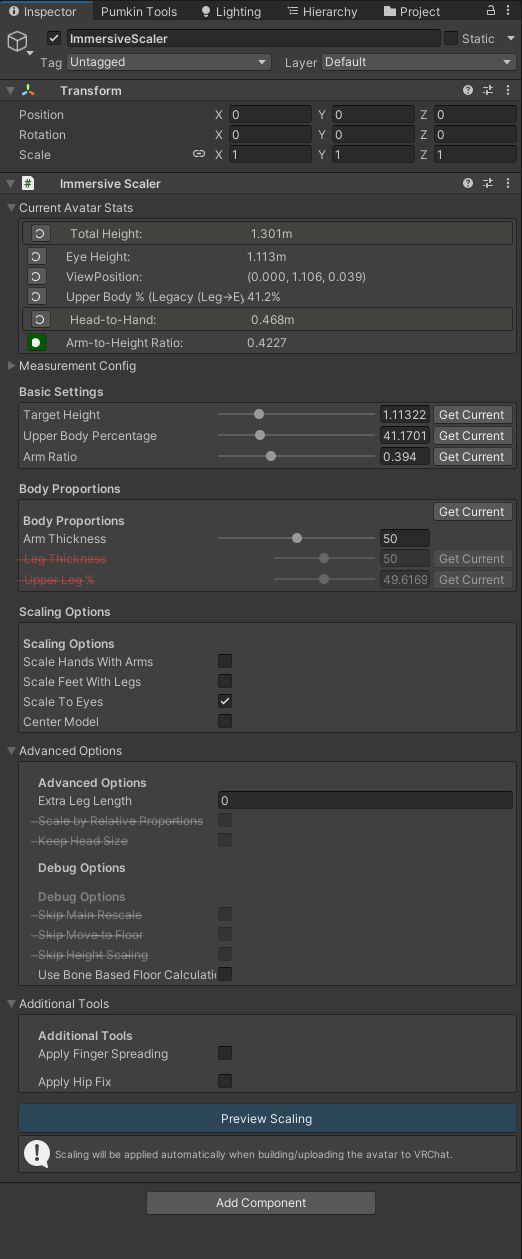 Inspector Pumkin Tools Lighting Hierarchy Project
ImmersiveScaler Static
Tag Untagged Layer Default
Transform
Position X 0 Y 0 Z 0
Rotation X 0 Y 0 Z 0
Scale X 1 Y 1 Z 1
Immersive Scaler
Current Avatar Stats
Total Height: 1.301m
Eye Height: 1.113m
ViewPosition: (0.000, 1.106, 0.039)
Upper Body % (Legacy (Leg→Ey 41.2%
Head-to-Hand: 0.468m
Arm-to-Height Ratio: 0.4227
Measurement Config
Basic Settings
Target Height 1.11322 Get Current
Upper Body Percentage 41.1701 Get Current
Arm Ratio 0.394 Get Current
Body Proportions
Get Current
Body Proportions
Arm Thickness 50
Leg Thickness 50 Get Current
Upper Leg % 49.6169 Get Current
Scaling Options
Scaling Options
Scale Hands With Arms
Scale Feet With Legs
Scale To Eyes
Center Model
Advanced Options
Advanced Options
Extra Leg Length 0
Scale by Relative Proportions
Keep Head Size
Debug Options
Debug Options
Skip Main Rescale
Skip Move to Floor
Skip Height Scaling
Use Bone Based Floor Calculati
Additional Tools
Additional Tools
Apply Finger Spreading
Apply Hip Fix
Preview Scaling
Scaling will be applied automatically when building/uploading the avatar to VRChat.
Add Component